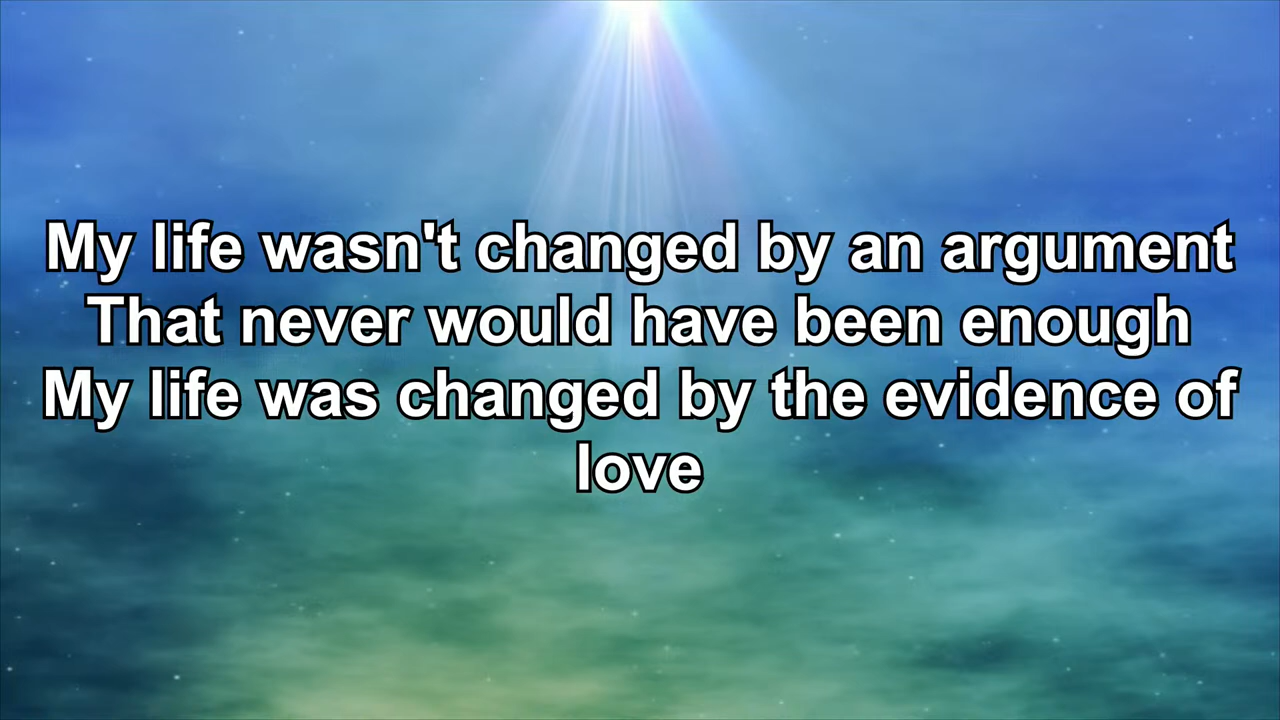 My life wasn't changed by an argument
That never would have been enough
My life was changed by the evidence of
love